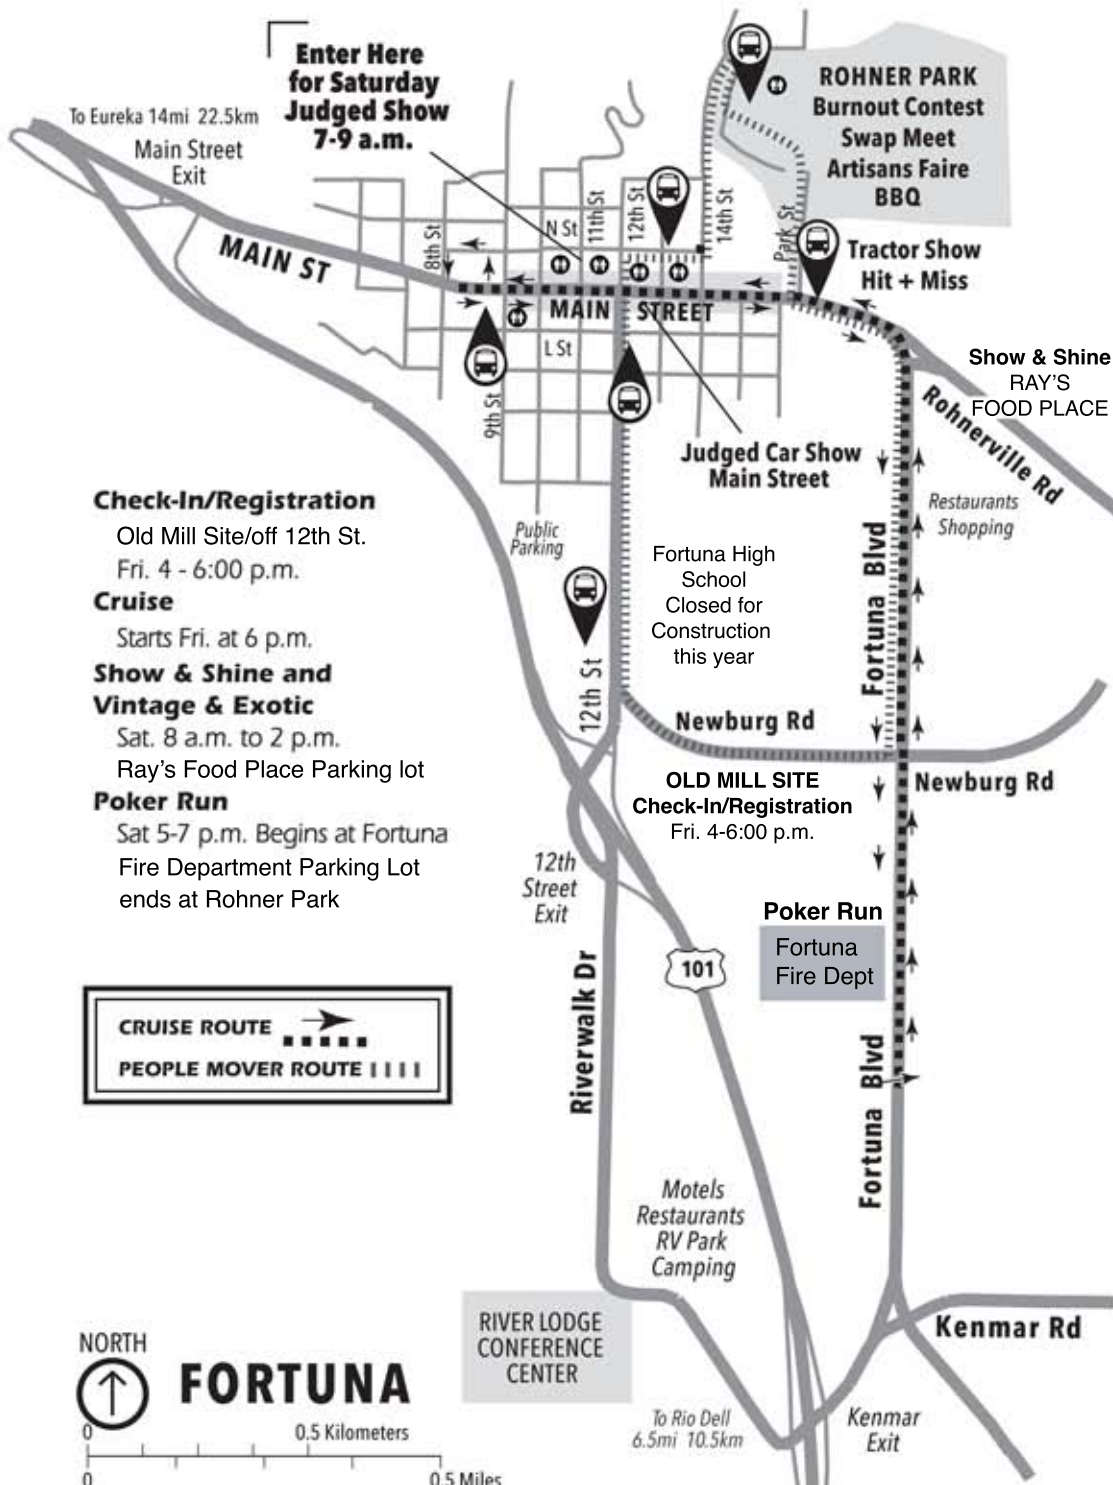 Enter Here
for Saturday
Judged Show
7-9 a.m.
To Eureka 14mi 22.5km
Main Street
Exit
ROHNER PARK
Burnout Contest
Swap Meet
Artisans Faire
BBQ
MAIN ST
8th St
N St
11th St
12th St
14th St
Park St
Tractor Show
Hit + Miss
MAIN STREET
L St
9th St
Show & Shine
RAY'S
FOOD PLACE
Rohnerville Rd
Judged Car Show
Main Street
Restaurants
Shopping
Public
Parking
Check-In/Registration
Old Mill Site/off 12th St.
Fri. 4 - 6:00 p.m.
Cruise
Starts Fri. at 6 p.m.
Show & Shine and
Vintage & Exotic
Sat. 8 a.m. to 2 p.m.
Ray's Food Place Parking lot
Poker Run
Sat 5-7 p.m. Begins at Fortuna
Fire Department Parking Lot
ends at Rohner Park
Fortuna High
School
Closed for
Construction
this year
Fortuna Blvd
12th St
Newburg Rd
Newburg Rd
OLD MILL SITE
Check-In/Registration
Fri. 4-6:00 p.m.
12th
Street
Exit
Poker Run
Fortuna
Fire Dept
101
Riverwalk Dr
CRUISE ROUTE
PEOPLE MOVER ROUTE
Fortuna Blvd
Motels
Restaurants
RV Park
Camping
RIVER LODGE
CONFERENCE
CENTER
Kenmar Rd
To Rio Dell
6.5mi 10.5km
Kenmar
Exit
NORTH
FORTUNA
0 0.5 Kilometers
0 0.5 Miles